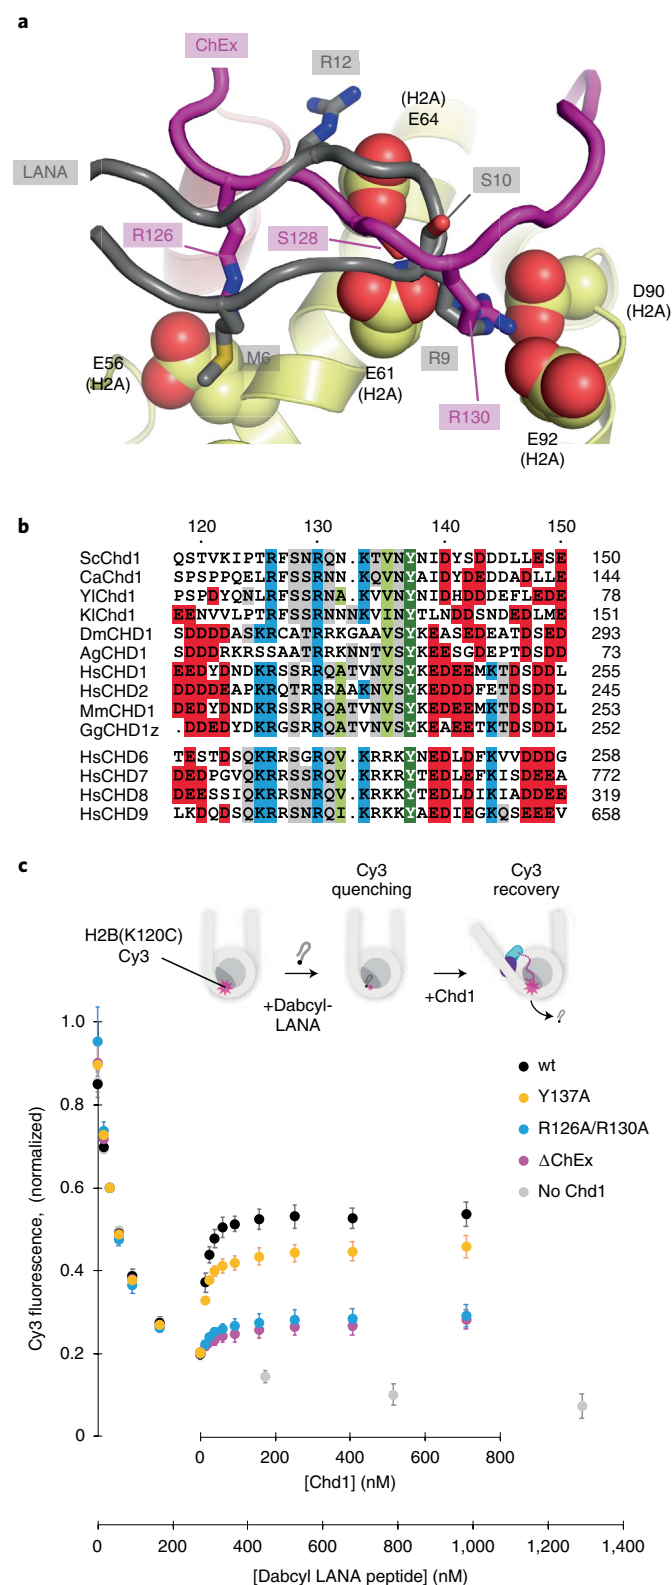 a
ChEx
R12
(H2A)
E64
LANA
S10
R126
S128
D90
(H2A)
E56
(H2A)
M6
E61
(H2A)
R9
R130
E92
(H2A)
b
120 130 140 150
ScChd1 QSTVKIPTRFSSNRQN.KTVNYNIDYSDDDLLESE 150
CaChd1 SPSPPQELRFSSRNN.KQVNYAIDYDEDDADLLE 144
YlChd1 PSPDYQNLRFSSRNA.KVVNYNIDHDDDEFLEDE 78
KlChd1 EENVVLPTRFSSRNNNKVINYTLNDDSNDEDLME 151
DmCHD1 SDDDDASKRCATRRKGAAVSYKEASEDEATDSED 293
AgCHD1 SDDDRKRSSAATRRKNNTVSYKEESGDEPTDSDD 73
HsCHD1 EEDYDNDKRSSRRQATVNVSYKEDEEMKTDSDDL 255
HsCHD2 DDDDEAPKRQTRRRAAKNVSYKEDDDFETDSDDL 245
MmCHD1 DEDYDNDKRSSRRQATVNVSYKEDEEMKTDSDDL 253
GgCHD1z .DDEDYDKRGSRRQATVNVSYKEAEETKTDSDDL 252
HsCHD6 TESTDSQKRRSGRQV.KRRKYNEDLDFKVVDDDG 258
HsCHD7 DEDPGVQKRRSSRQV.KRKKYTEDLEFKISDEEA 772
HsCHD8 DEESSIQKRRSNRQV.KRKKYTEDLDIKIADDEE 319
HsCHD9 LKDQDSQKRRSNRQI.KRKKYAEDIEGKQSEEEV 658
c
Cy3
quenching
Cy3
recovery
H2B(K120C)
Cy3
+Dabcyl-
LANA
+Chd1
1.0
0.8
0.6
0.4
0.2
0
Cy3 fluorescence, (normalized)
wt
Y137A
R126A/R130A
ΔChEx
No Chd1
0 200 400 600 800
[Chd1] (nM)
0 200 400 600 800 1,000 1,200 1,400
[Dabcyl LANA peptide] (nM)